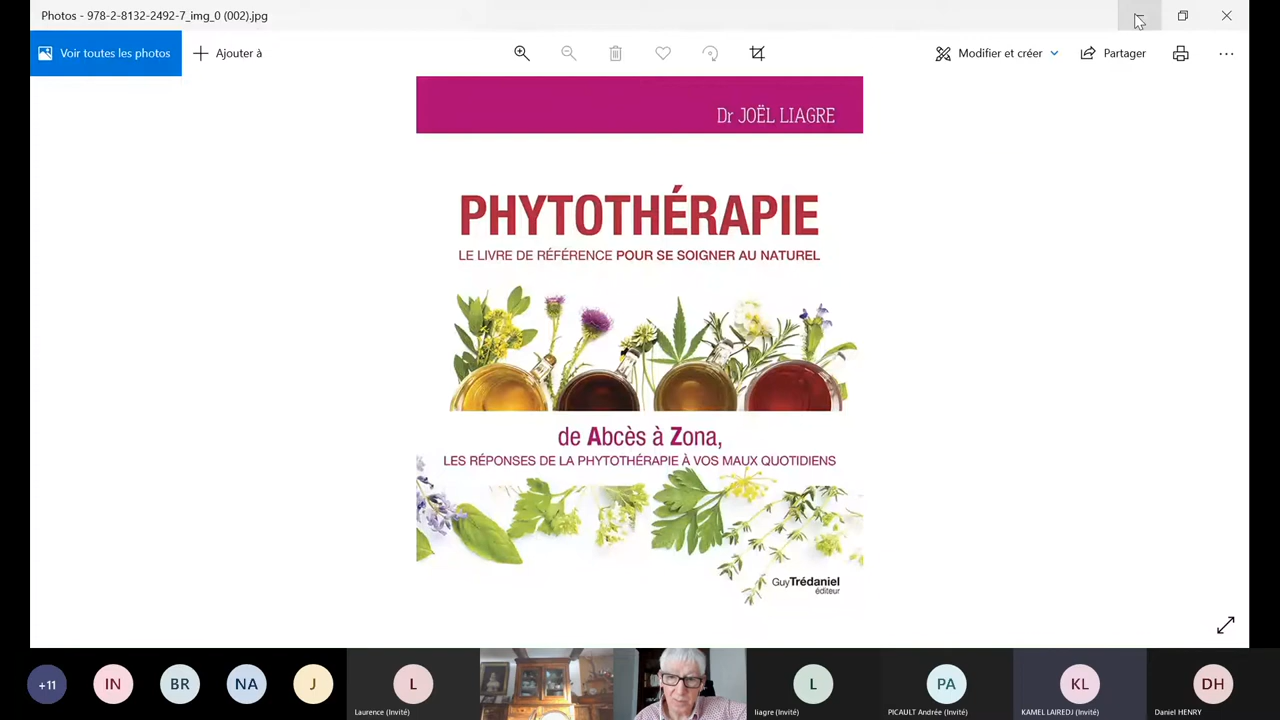 Photos - 978-2-8132-2492-7_img_0 (002).jpg
Voir toutes les photos
Ajouter à
Modifier et créer
Partager
Dr JOËL LIAGRE
PHYTOTHÉRAPIE
LE LIVRE DE RÉFÉRENCE POUR SE SOIGNER AU NATUREL
de Abcès à Zona,
LES RÉPONSES DE LA PHYTOTHÉRAPIE À VOS MAUX QUOTIDIENS
GuyTrédaniel
éditeur
+11
IN
BR
NA
J
L
L
PA
KL
DH
Laurence (Invité)
liagre (Invité)
PICAULT Andrée (Invité)
KAMEL LAIREDJ (Invité)
Daniel HENRY